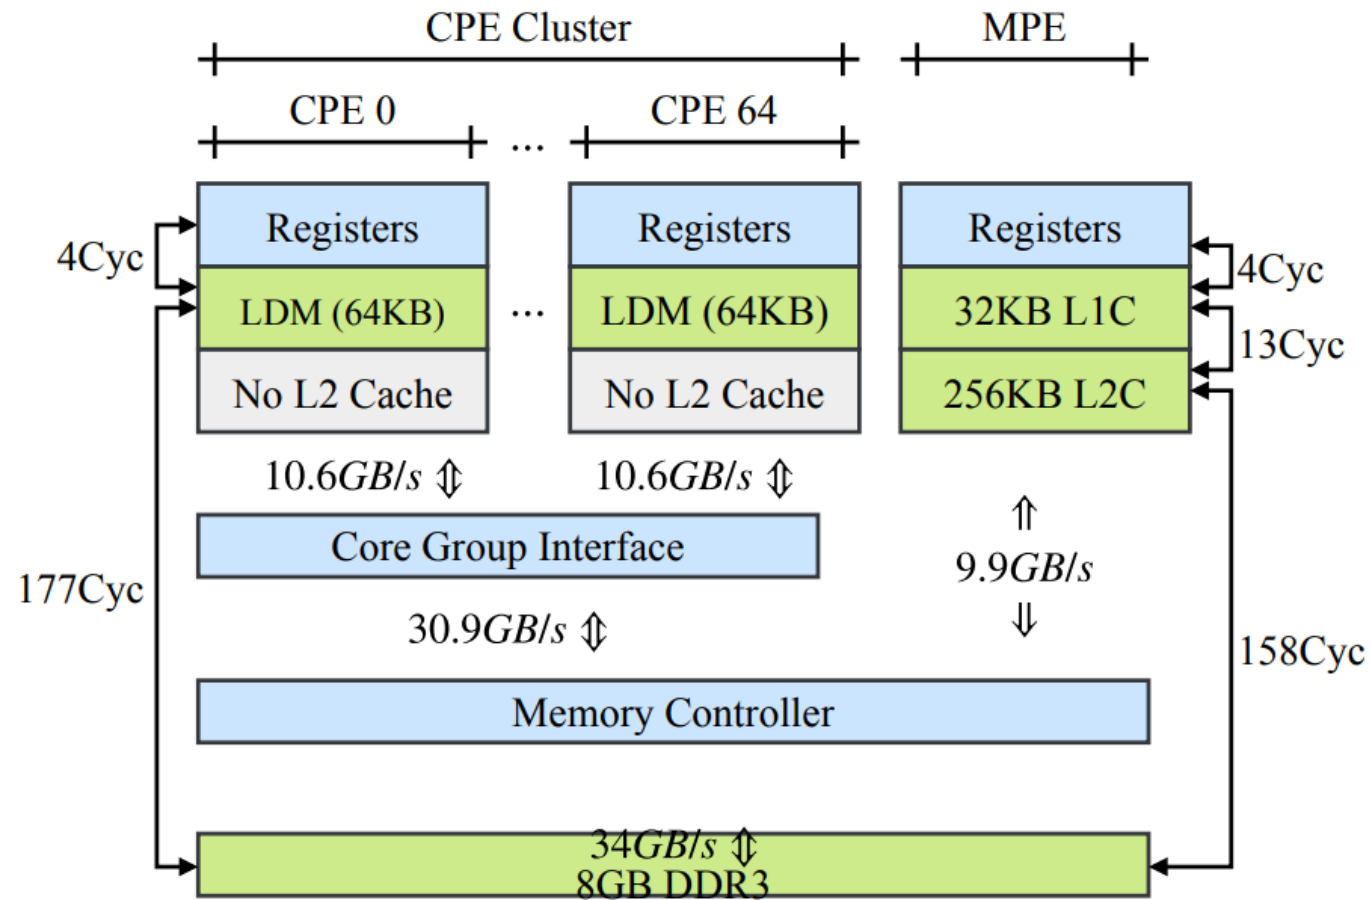 CPE Cluster
MPE
CPE 0
...
CPE 64
Registers
Registers
Registers
4Cyc
4Cyc
LDM (64KB)
...
LDM (64KB)
32KB L1C
13Cyc
No L2 Cache
No L2 Cache
256KB L2C
10.6GB/s ⇕
10.6GB/s ⇕
⇑
Core Group Interface
9.9GB/s
177Cyc
30.9GB/s ⇕
⇓
158Cyc
Memory Controller
34GB/s ⇕
8GB DDR3